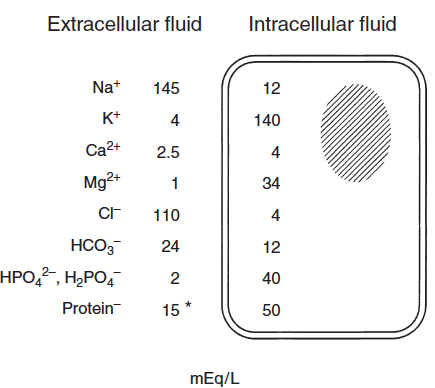 Extracellular fluid Intracellular fluid
Na⁺ 145 12
K⁺ 4 140
Ca²⁺ 2.5 4
Mg²⁺ 1 34
Cl⁻ 110 4
HCO₃⁻ 24 12
HPO₄²⁻, H₂PO₄⁻ 2 40
Protein⁻ 15 * 50
mEq/L